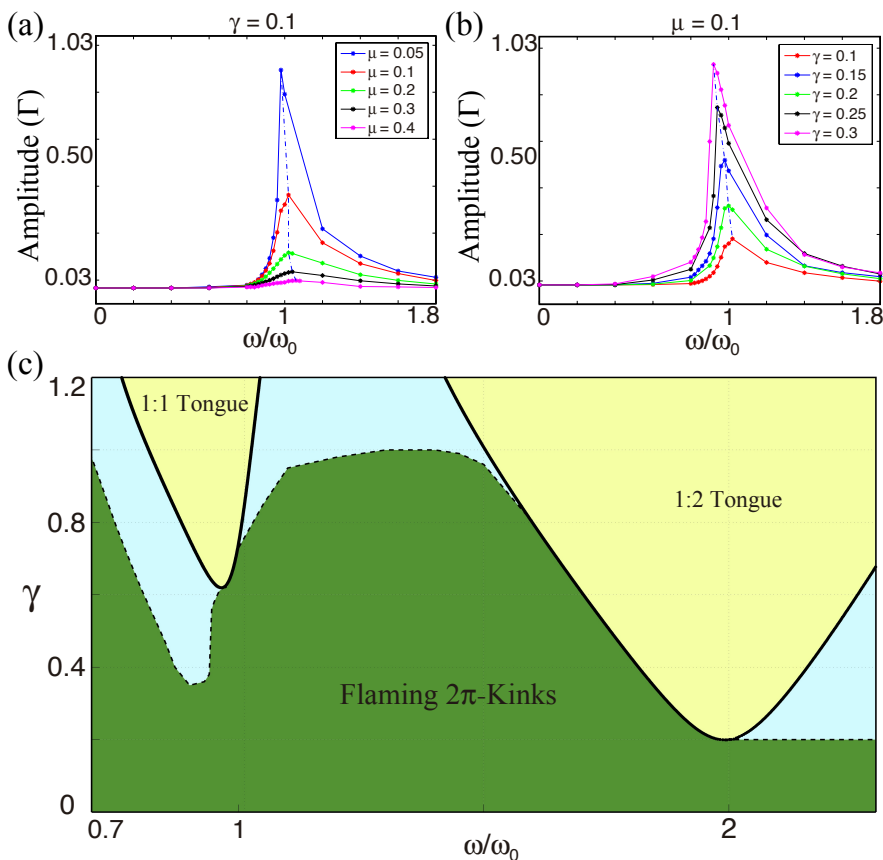 (a)
γ = 0.1
Amplitude (Γ)
1.03
0.50
0.03
μ = 0.05
μ = 0.1
μ = 0.2
μ = 0.3
μ = 0.4
0
1
1.8
ω/ω0
(b)
μ = 0.1
Amplitude (Γ)
1.03
0.50
0.03
γ = 0.1
γ = 0.15
γ = 0.2
γ = 0.25
γ = 0.3
0
1
1.8
ω/ω0
(c)
1.2
0.8
γ
0.4
0
1:1 Tongue
1:2 Tongue
Flaming 2π-Kinks
0.7
1
2
ω/ω0